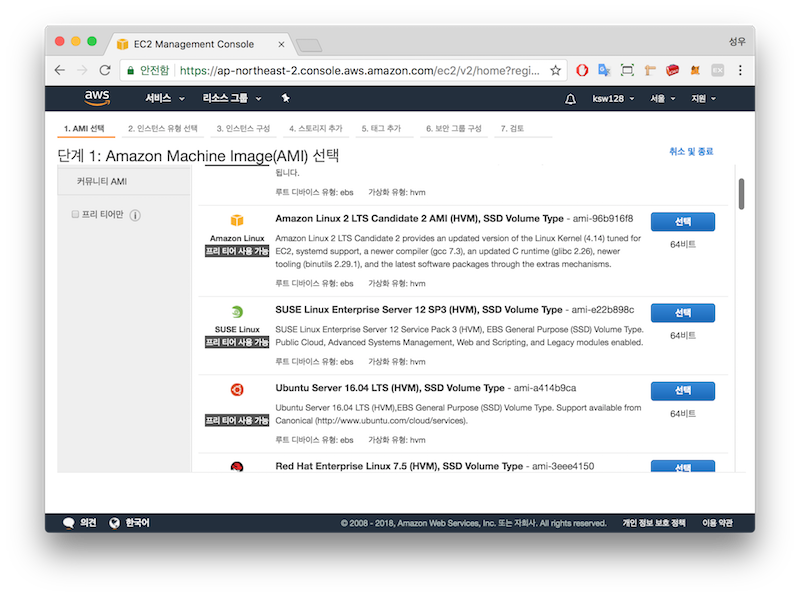 EC2 Management Console
성우
안전함 https://ap-northeast-2.console.aws.amazon.com/ec2/v2/home?regi...
aws 서비스 리소스 그룹 ksw128 서울 지원
1. AMI 선택 2. 인스턴스 유형 선택 3. 인스턴스 구성 4. 스토리지 추가 5. 태그 추가 6. 보안 그룹 구성 7. 검토
단계 1: Amazon Machine Image(AMI) 선택
취소 및 종료
커뮤니티 AMI
프리 티어만
됩니다.
루트 디바이스 유형: ebs 가상화 유형: hvm
Amazon Linux
프리 티어 사용 가능
Amazon Linux 2 LTS Candidate 2 AMI (HVM), SSD Volume Type - ami-96b916f8
Amazon Linux 2 LTS Candidate 2 provides an updated version of the Linux Kernel (4.14) tuned for
EC2, systemd support, a newer compiler (gcc 7.3), an updated C runtime (glibc 2.26), newer
tooling (binutils 2.29.1), and the latest software packages through the extras mechanisms.
루트 디바이스 유형: ebs 가상화 유형: hvm
선택
64비트
SUSE Linux
프리 티어 사용 가능
SUSE Linux Enterprise Server 12 SP3 (HVM), SSD Volume Type - ami-e22b898c
SUSE Linux Enterprise Server 12 Service Pack 3 (HVM), EBS General Purpose (SSD) Volume Type.
Public Cloud, Advanced Systems Management, Web and Scripting, and Legacy modules enabled.
루트 디바이스 유형: ebs 가상화 유형: hvm
선택
64비트
프리 티어 사용 가능
Ubuntu Server 16.04 LTS (HVM), SSD Volume Type - ami-a414b9ca
Ubuntu Server 16.04 LTS (HVM),EBS General Purpose (SSD) Volume Type. Support available from
Canonical (http://www.ubuntu.com/cloud/services).
루트 디바이스 유형: ebs 가상화 유형: hvm
선택
64비트
Red Hat Enterprise Linux 7.5 (HVM), SSD Volume Type - ami-3eee4150
선택
의견 한국어
© 2008 - 2018, Amazon Web Services, Inc. 또는 자회사. All rights reserved. 개인 정보 보호 정책 이용 약관